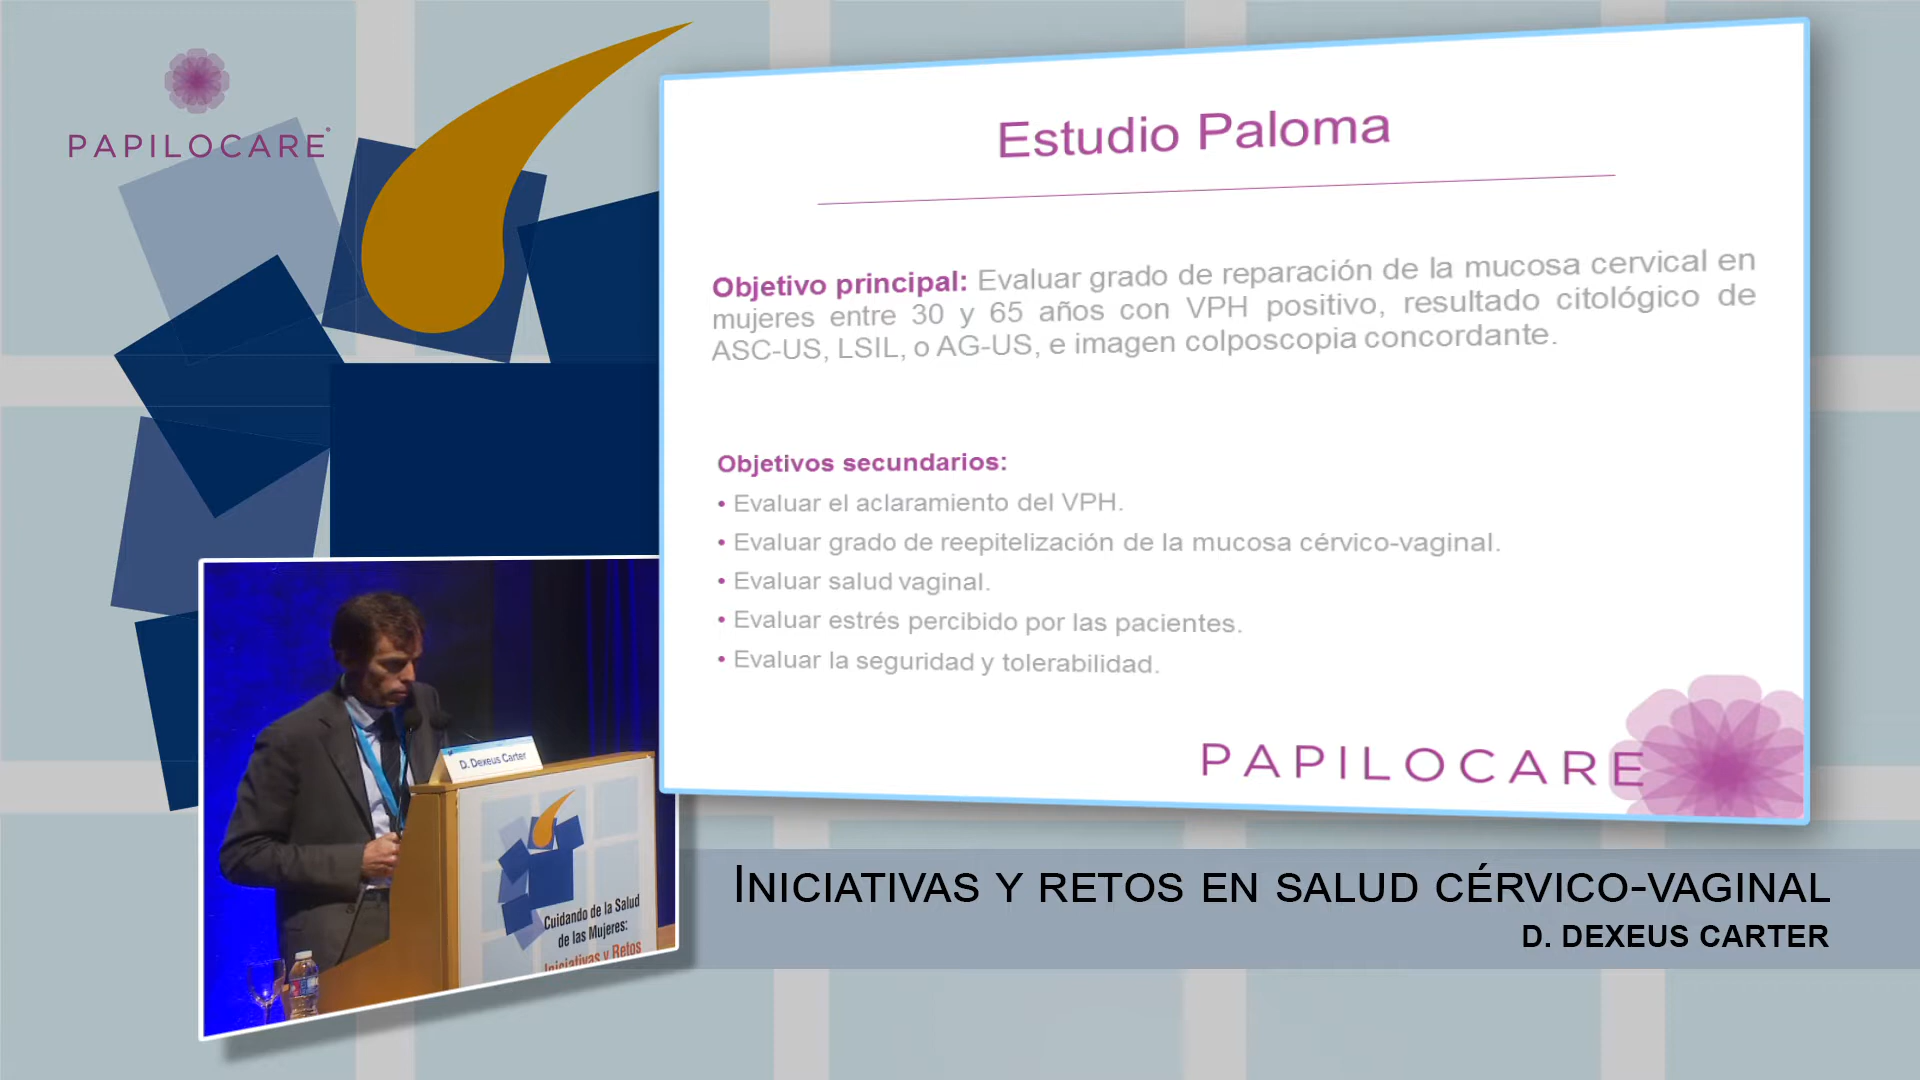 PAPILOCARE®
Estudio Paloma
Objetivo principal: Evaluar grado de reparación de la mucosa cervical en
mujeres entre 30 y 65 años con VPH positivo, resultado citológico de
ASC-US, LSIL, o AG-US, e imagen colposcopia concordante.
Objetivos secundarios:
• Evaluar el aclaramiento del VPH.
• Evaluar grado de reepitelización de la mucosa cérvico-vaginal.
• Evaluar salud vaginal.
• Evaluar estrés percibido por las pacientes.
• Evaluar la seguridad y tolerabilidad.
PAPILOCARE
D. Dexeus Carter
Cuidando de la Salud
de las Mujeres:
Iniciativas y Retos
INICIATIVAS Y RETOS EN SALUD CÉRVICO-VAGINAL
D. DEXEUS CARTER